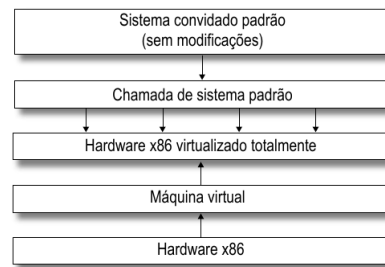 Sistema convidado padrão
(sem modificações)
Chamada de sistema padrão
Hardware x86 virtualizado totalmente
Máquina virtual
Hardware x86